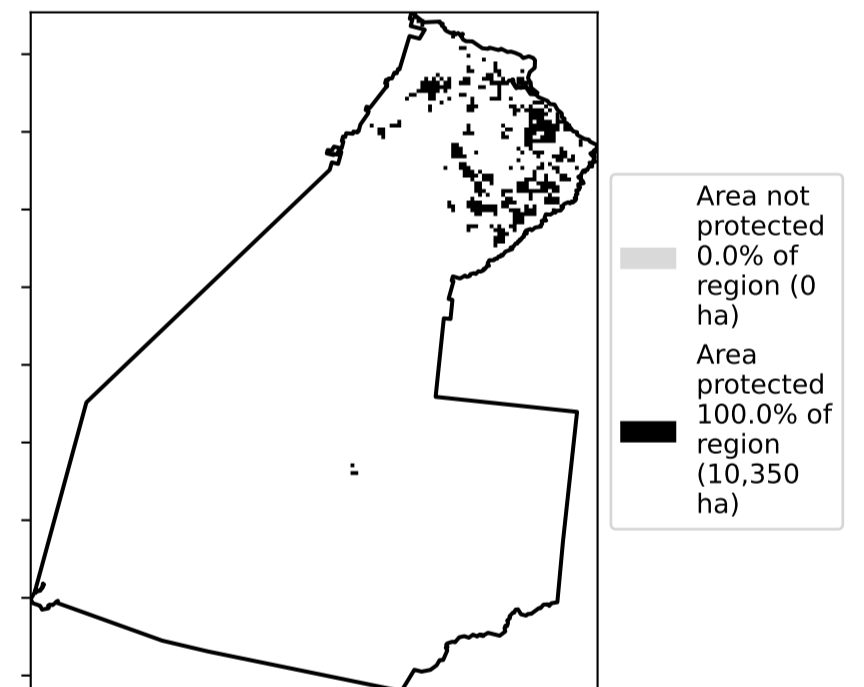 Area not
protected
0.0% of
region (0
ha)
Area
protected
100.0% of
region
(10,350
ha)